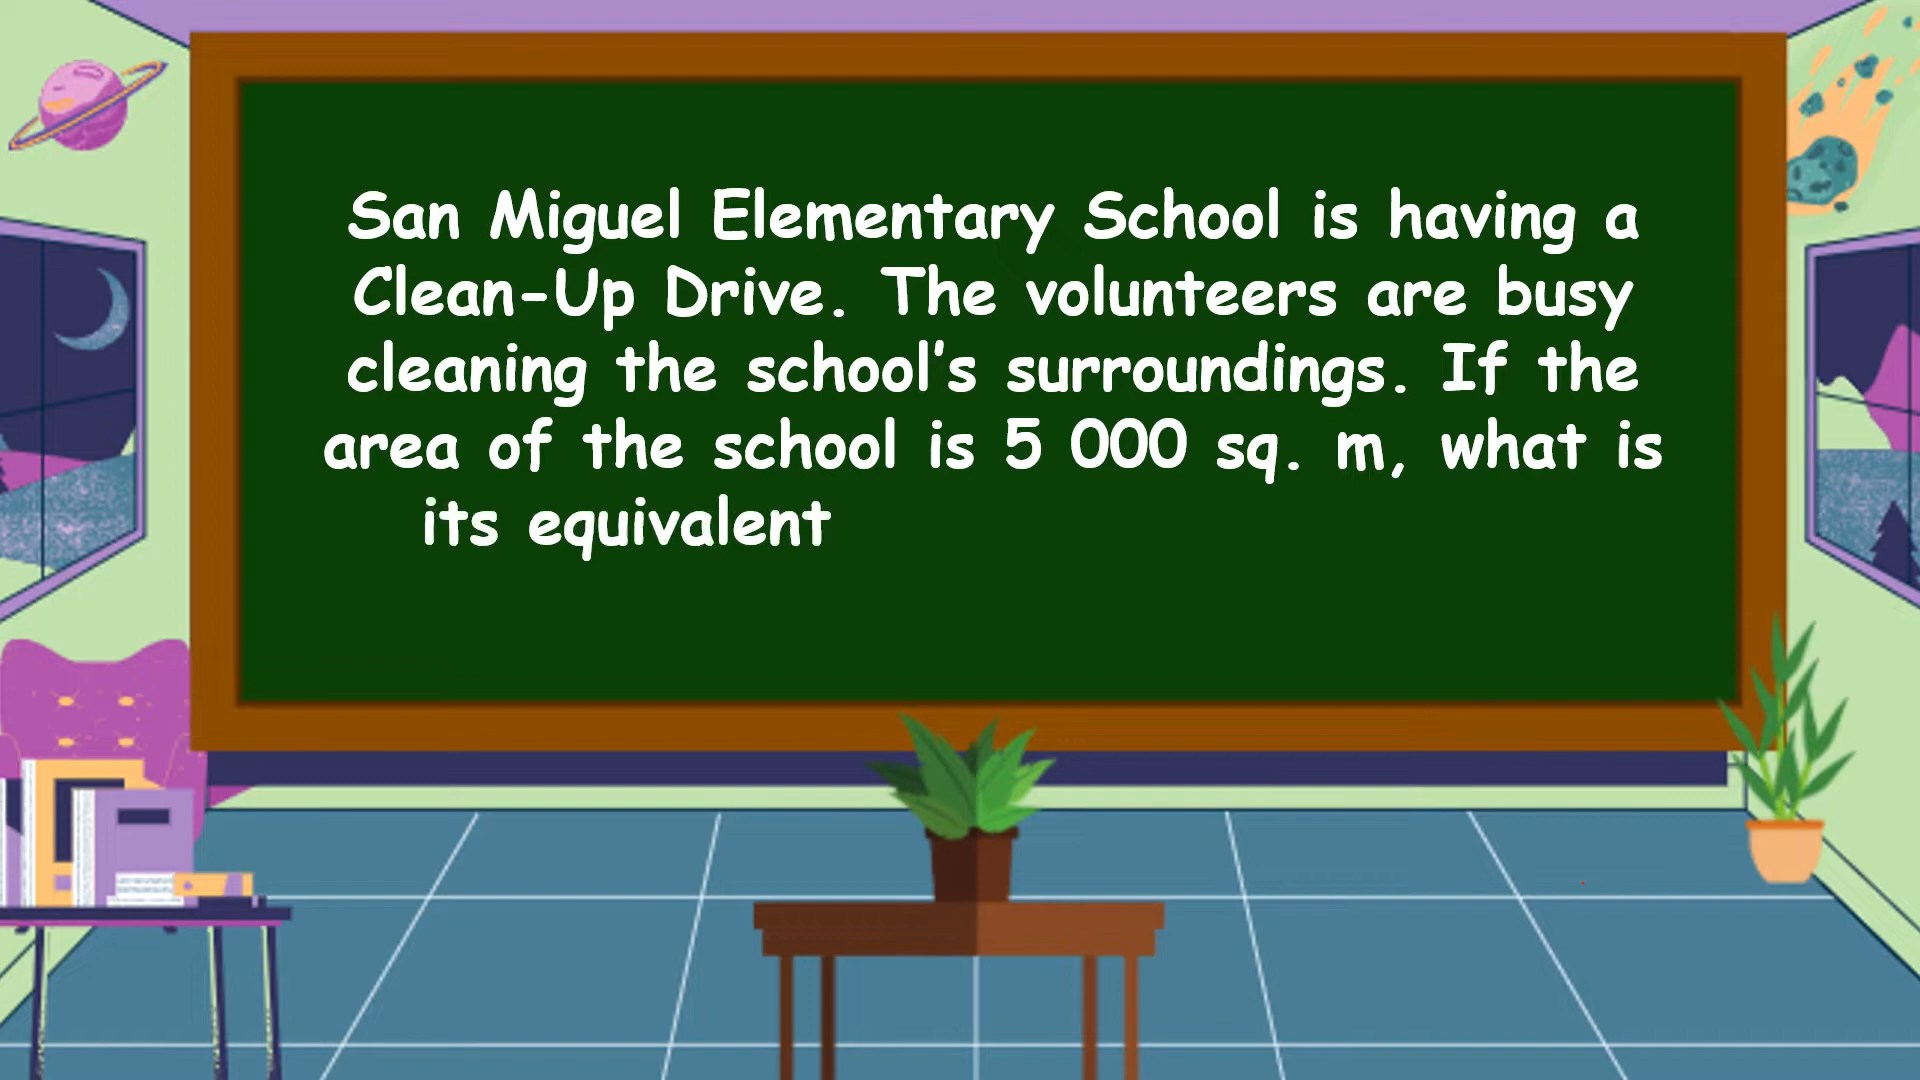 San Miguel Elementary School is having a
Clean-Up Drive. The volunteers are busy
cleaning the school's surroundings. If the
area of the school is 5 000 sq. m, what is
its equivalent